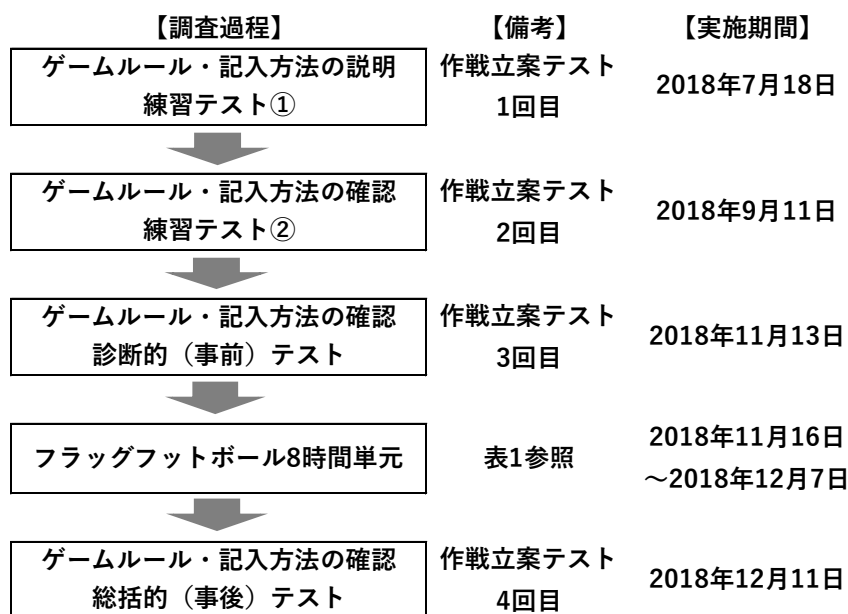 【調査過程】 【備考】 【実施期間】
ゲームルール・記入方法の説明
練習テスト①
作戦立案テスト
1回目
2018年7月18日
ゲームルール・記入方法の確認
練習テスト②
作戦立案テスト
2回目
2018年9月11日
ゲームルール・記入方法の確認
診断的（事前）テスト
作戦立案テスト
3回目
2018年11月13日
フラッグフットボール8時間単元
表1参照
2018年11月16日
～2018年12月7日
ゲームルール・記入方法の確認
総括的（事後）テスト
作戦立案テスト
4回目
2018年12月11日